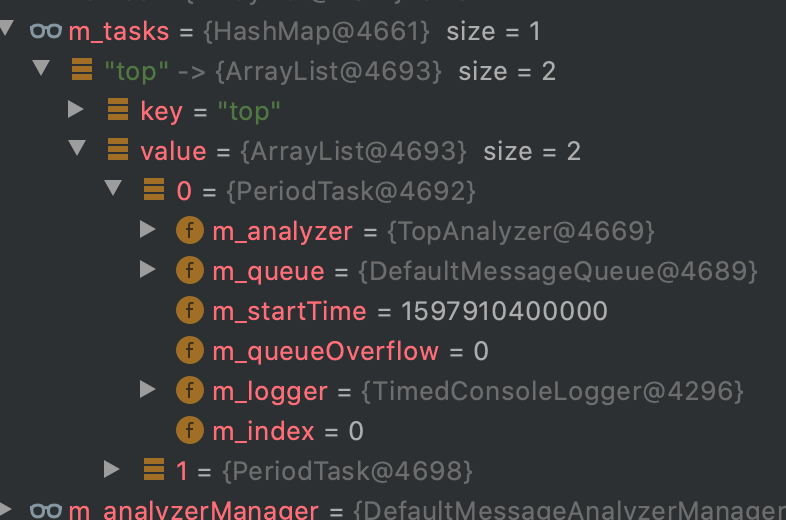 m_tasks = {HashMap@4661} size = 1
"top" -> {ArrayList@4693} size = 2
key = "top"
value = {ArrayList@4693} size = 2
0 = {PeriodTask@4692}
f m_analyzer = {TopAnalyzer@4669}
f m_queue = {DefaultMessageQueue@4689}
f m_startTime = 1597910400000
f m_queueOverflow = 0
f m_logger = {TimedConsoleLogger@4296}
f m_index = 0
1 = {PeriodTask@4698}
m_analyzerManager = {DefaultMessageAnalyzerManager